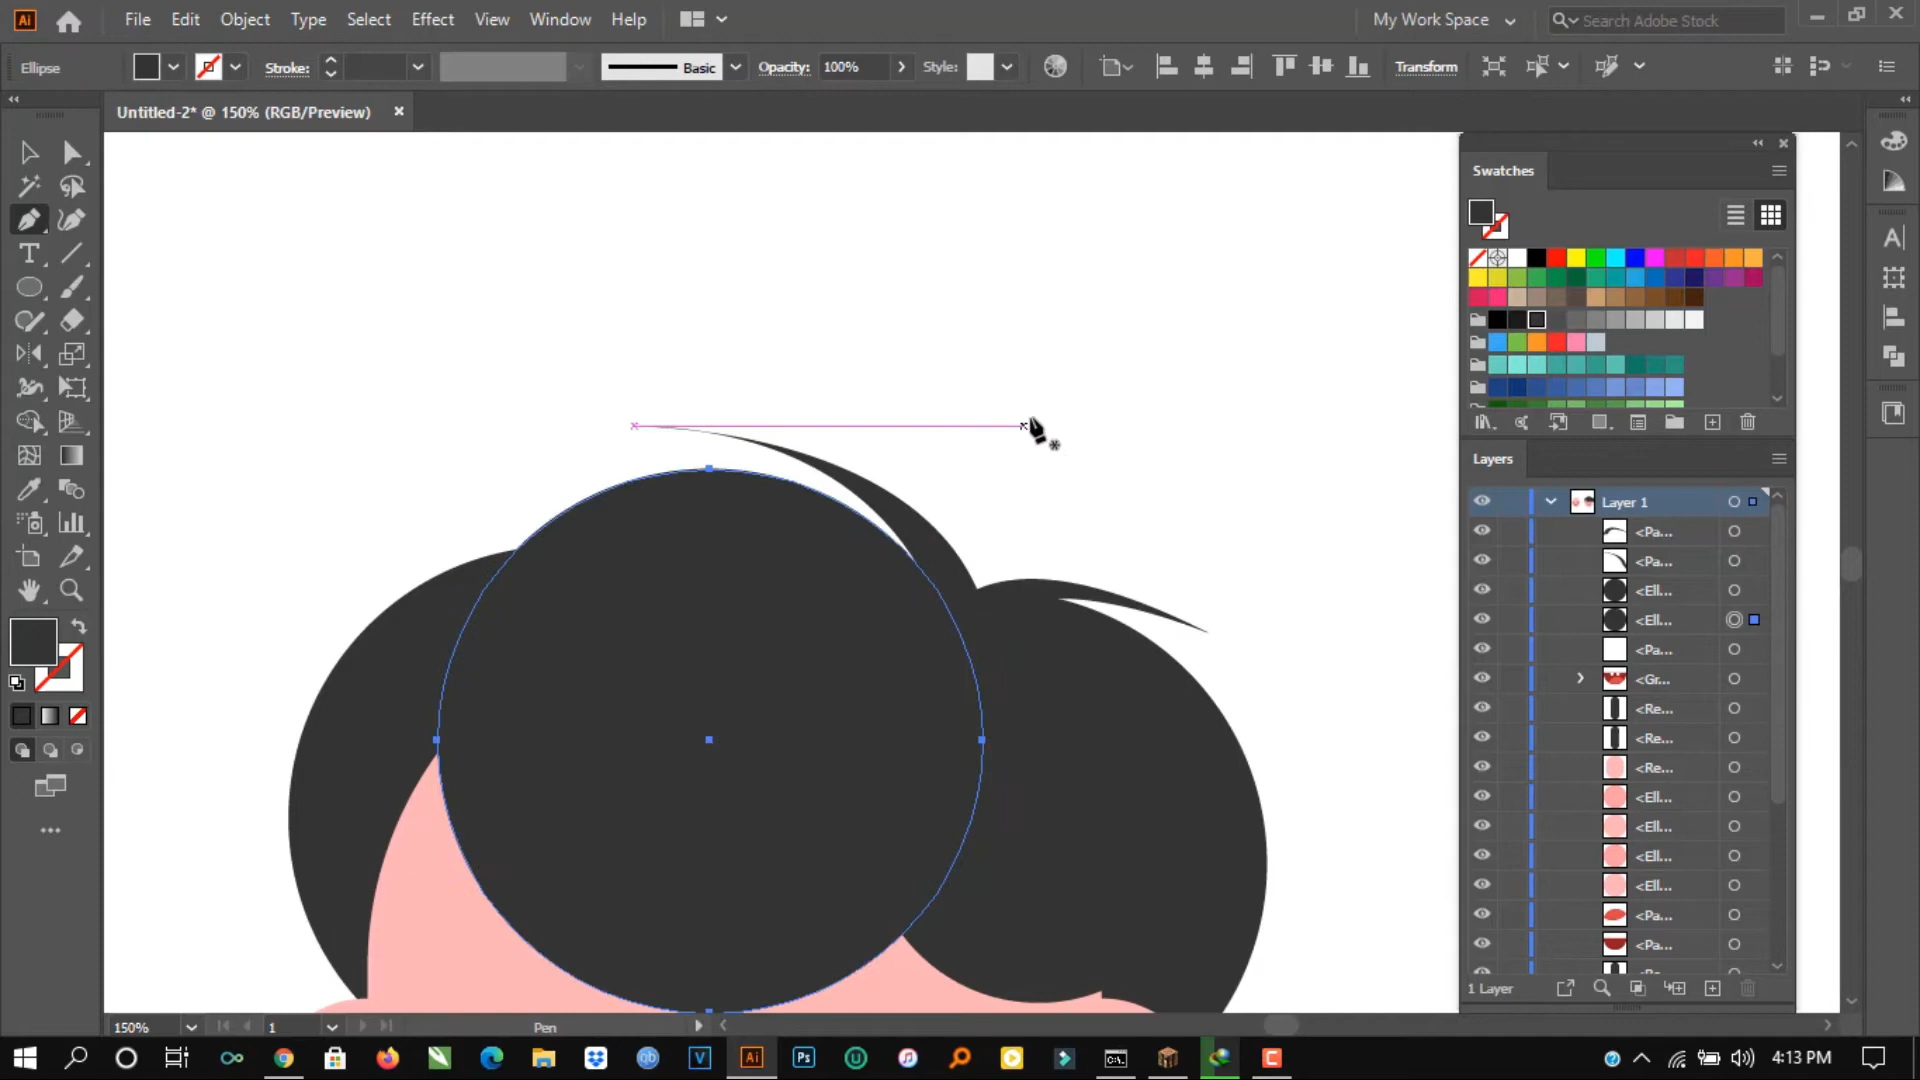 Ai File Edit Object Type Select Effect View Window Help My Work Space Search Adobe Stock
Ellipse Stroke: Basic Opacity: 100% Style: Transform
Untitled-2* @ 150% (RGB/Preview)
Swatches
Layers
Layer 1
<Pa...
<Pa...
<Ell...
<Ell...
<Pa...
<Gr...
<Re...
<Re...
<Re...
<Ell...
<Ell...
<Ell...
<Ell...
<Pa...
<Pa...
1 Layer
150% 1 Pen
4:13 PM